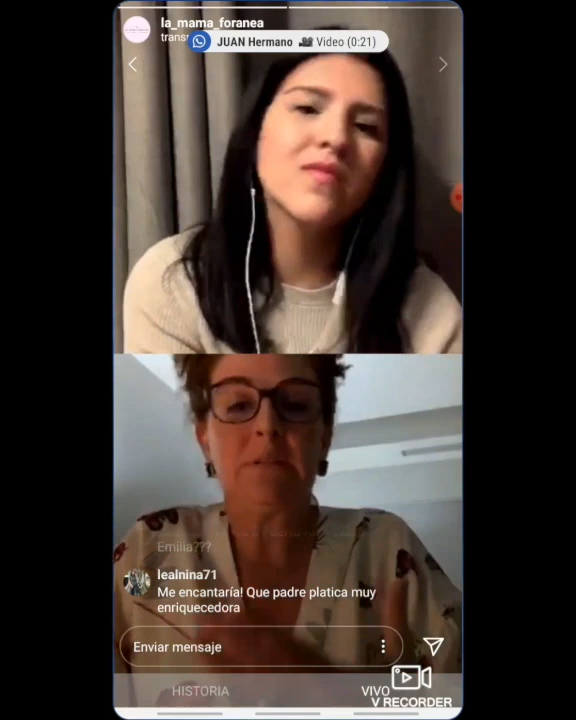 la_mama_foranea
JUAN Hermano 🎥 Video (0:21)
Emilia???
lealnina71
Me encantaría! Que padre platica muy
enriquecedora
Enviar mensaje
HISTORIA
VIVO
V RECORDER